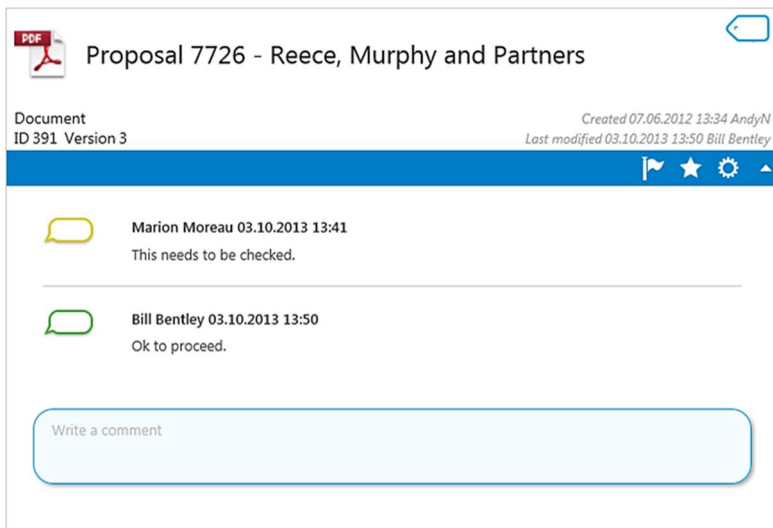 PDF
Proposal 7726 - Reece, Murphy and Partners
Document
Created 07.06.2012 13:34 AndyN
ID 391 Version 3
Last modified 03.10.2013 13:50 Bill Bentley
Marion Moreau 03.10.2013 13:41
This needs to be checked.
Bill Bentley 03.10.2013 13:50
Ok to proceed.
Write a comment